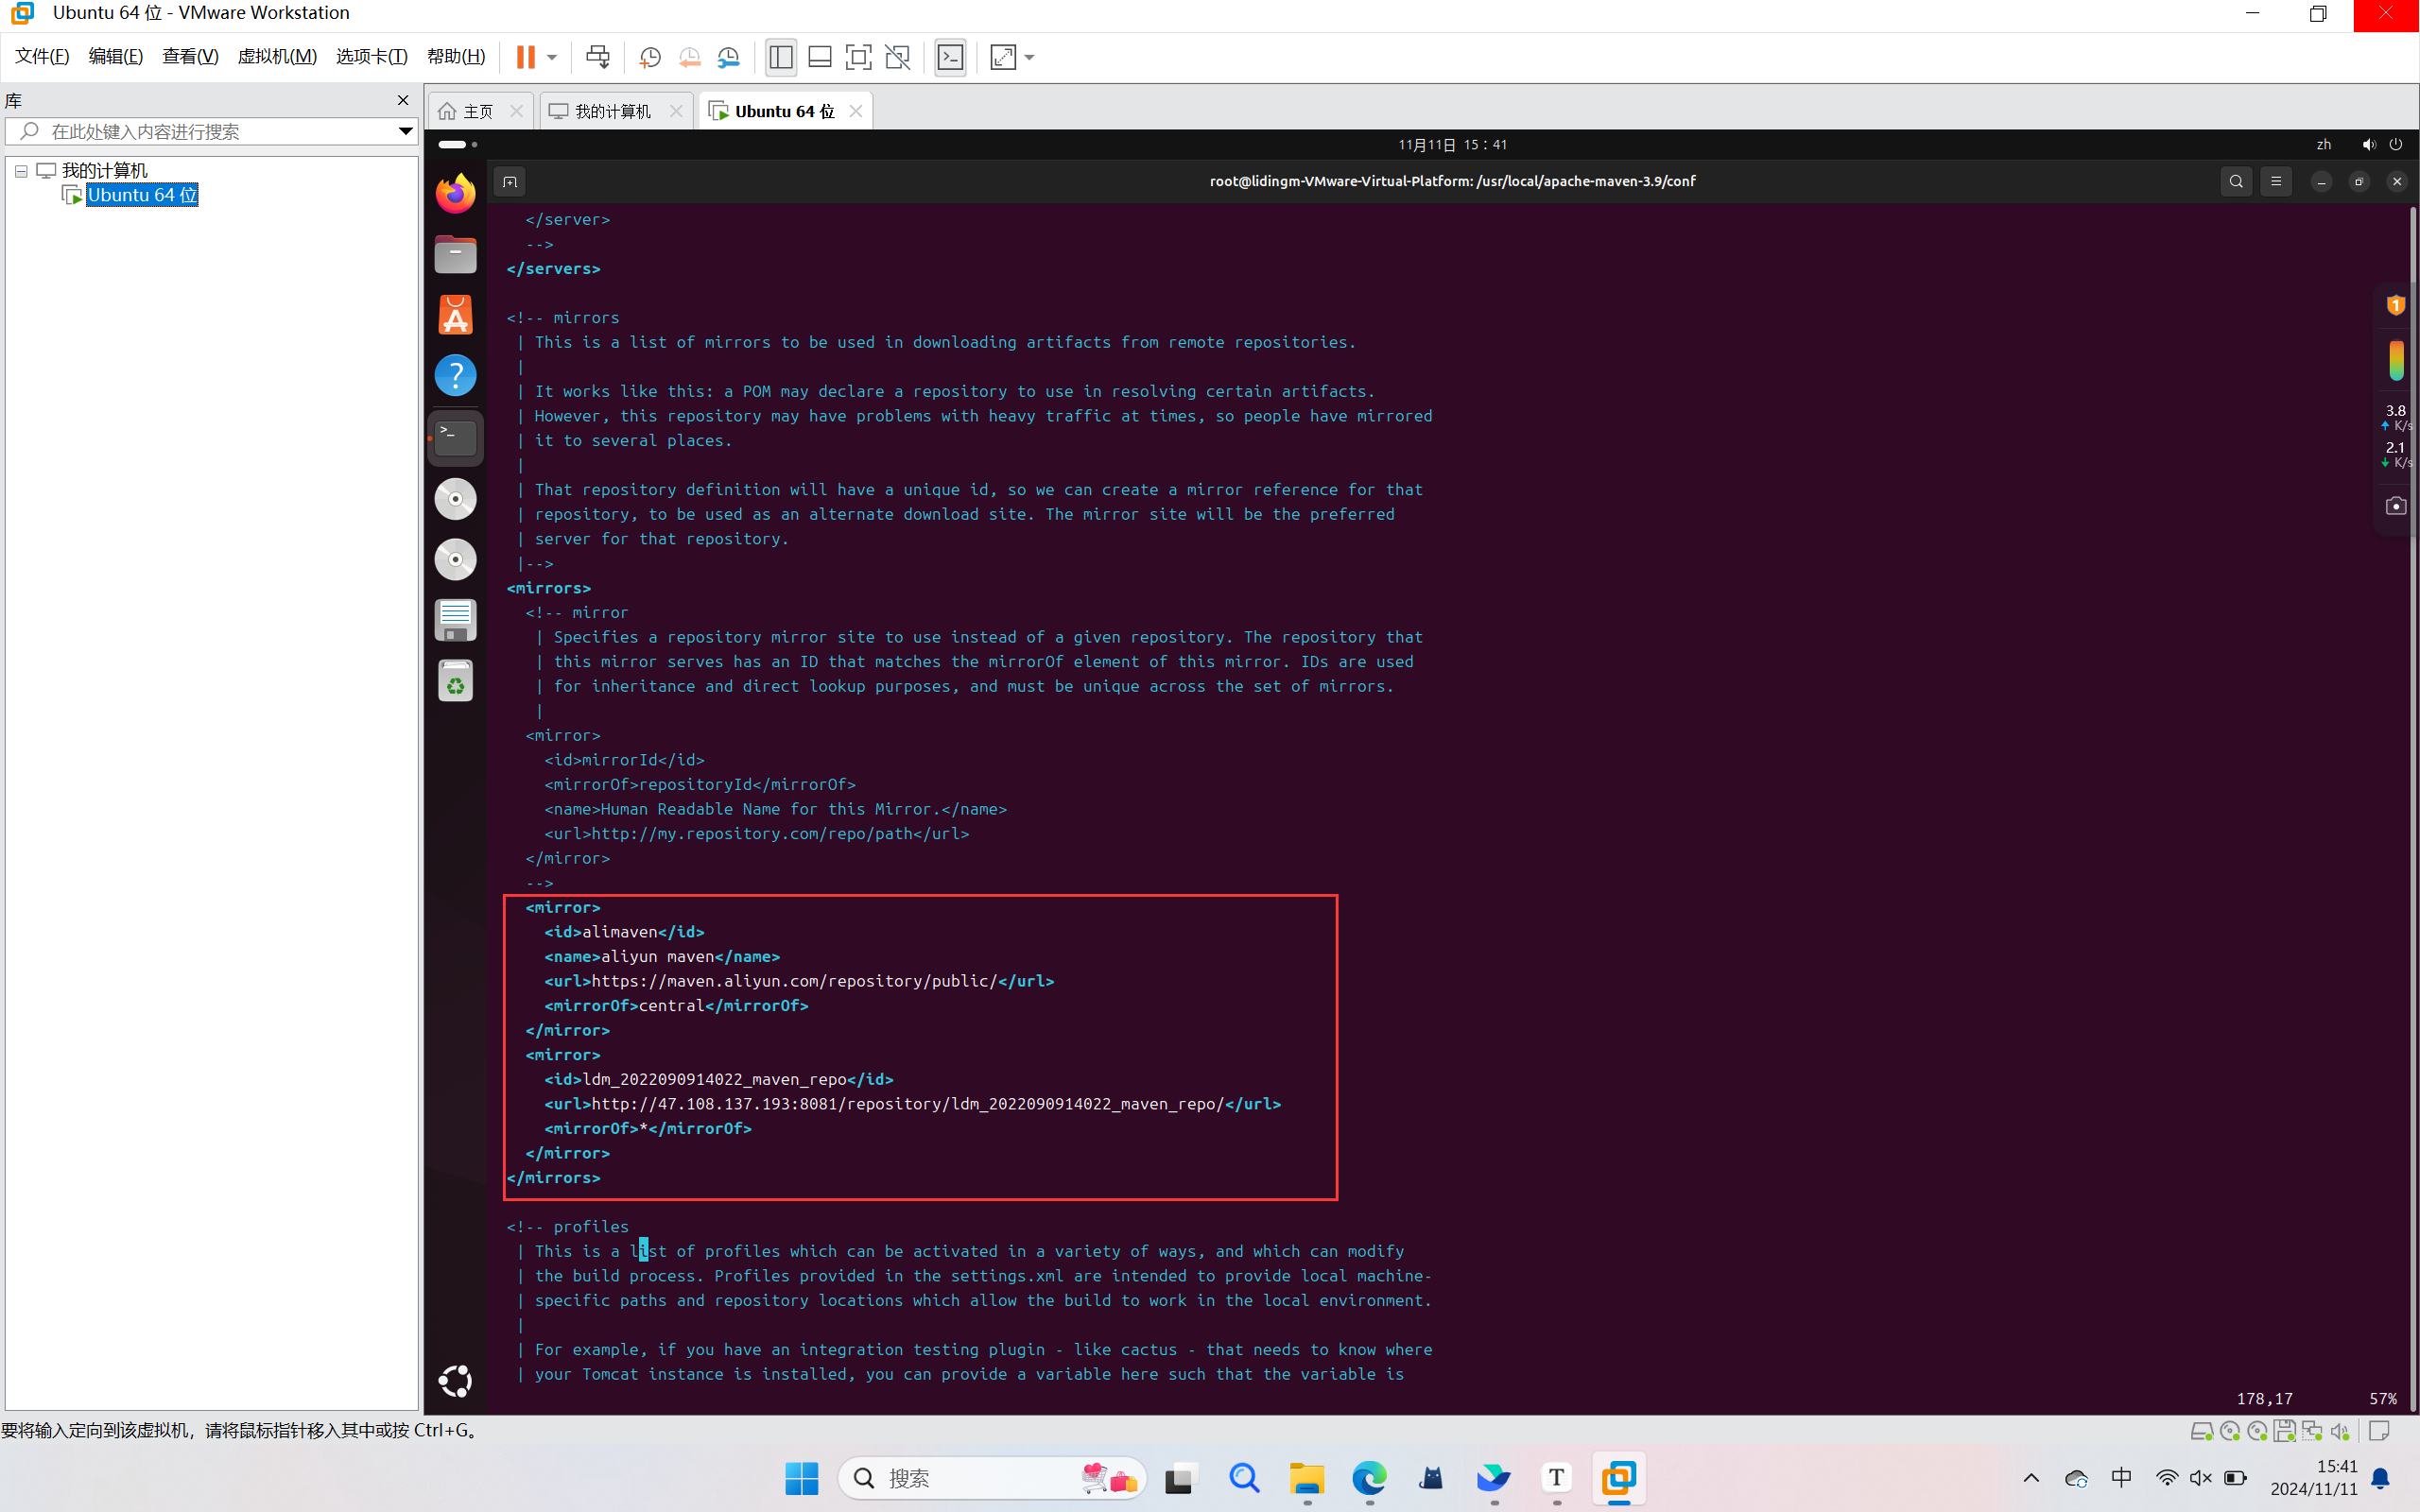 Ubuntu 64 位 - VMware Workstation
文件(F) 编辑(E) 查看(V) 虚拟机(M) 选项卡(T) 帮助(H)
库
在此处键入内容进行搜索
我的计算机
Ubuntu 64 位
主页 我的计算机 Ubuntu 64 位
11月11日 15：41
zh
root@lidingm-VMware-Virtual-Platform: /usr/local/apache-maven-3.9/conf
</server>
-->
</servers>
<!-- mirrors
| This is a list of mirrors to be used in downloading artifacts from remote repositories.
|
| It works like this: a POM may declare a repository to use in resolving certain artifacts.
| However, this repository may have problems with heavy traffic at times, so people have mirrored
| it to several places.
|
| That repository definition will have a unique id, so we can create a mirror reference for that
| repository, to be used as an alternate download site. The mirror site will be the preferred
| server for that repository.
|-->
<mirrors>
<!-- mirror
| Specifies a repository mirror site to use instead of a given repository. The repository that
| this mirror serves has an ID that matches the mirrorOf element of this mirror. IDs are used
| for inheritance and direct lookup purposes, and must be unique across the set of mirrors.
|
<mirror>
<id>mirrorId</id>
<mirrorOf>repositoryId</mirrorOf>
<name>Human Readable Name for this Mirror.</name>
<url>http://my.repository.com/repo/path</url>
</mirror>
-->
<mirror>
<id>alimaven</id>
<name>aliyun maven</name>
<url>https://maven.aliyun.com/repository/public/</url>
<mirrorOf>central</mirrorOf>
</mirror>
<mirror>
<id>ldm_2022090914022_maven_repo</id>
<url>http://47.108.137.193:8081/repository/ldm_2022090914022_maven_repo/</url>
<mirrorOf>*</mirrorOf>
</mirror>
</mirrors>
<!-- profiles
| This is a list of profiles which can be activated in a variety of ways, and which can modify
| the build process. Profiles provided in the settings.xml are intended to provide local machine-
| specific paths and repository locations which allow the build to work in the local environment.
|
| For example, if you have an integration testing plugin - like cactus - that needs to know where
| your Tomcat instance is installed, you can provide a variable here such that the variable is
178,17 57%
1
3.8
K/s
2.1
K/s
要将输入定向到该虚拟机，请将鼠标指针移入其中或按 Ctrl+G。
搜索
T
中
15:41
2024/11/11